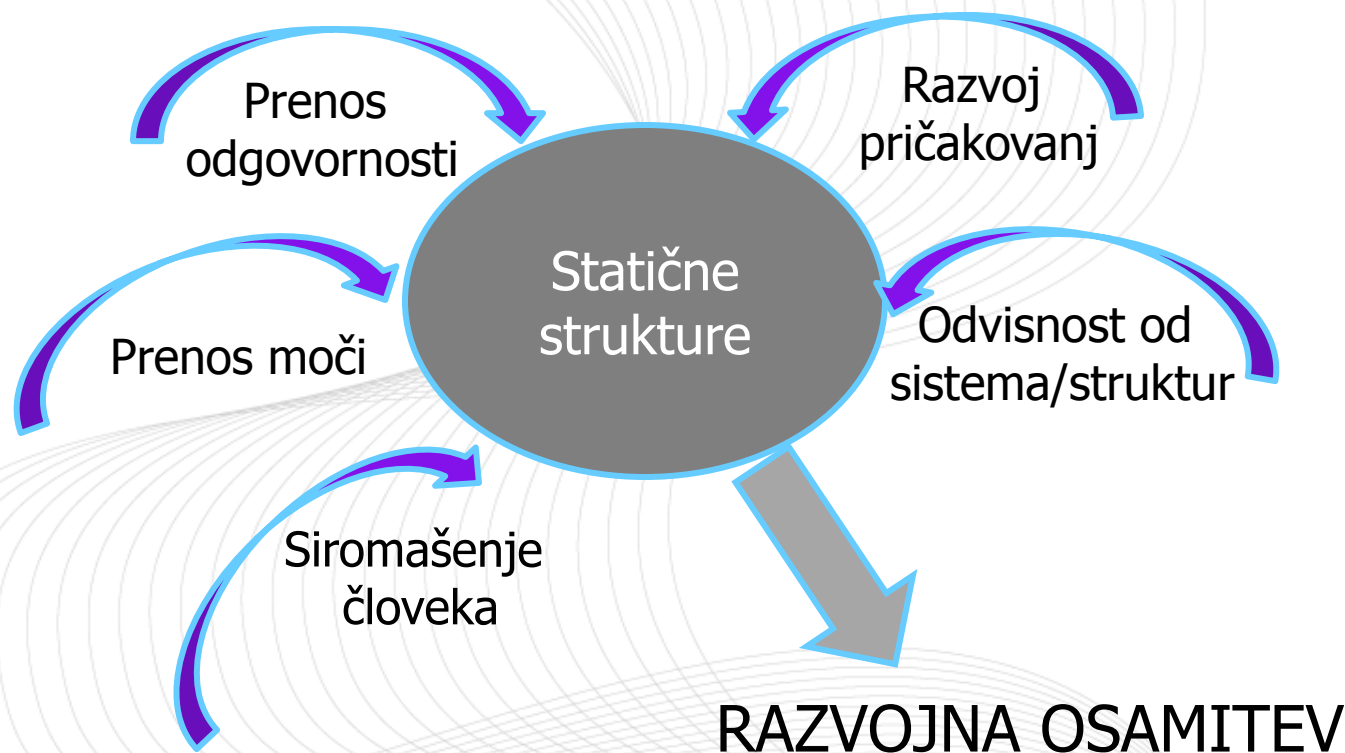 Prenos
odgovornosti
Razvoj
pričakovanj
Statične
strukture
Prenos moči
Odvisnost od
sistema/struktur
Siromašenje
človeka
RAZVOJNA OSAMITEV